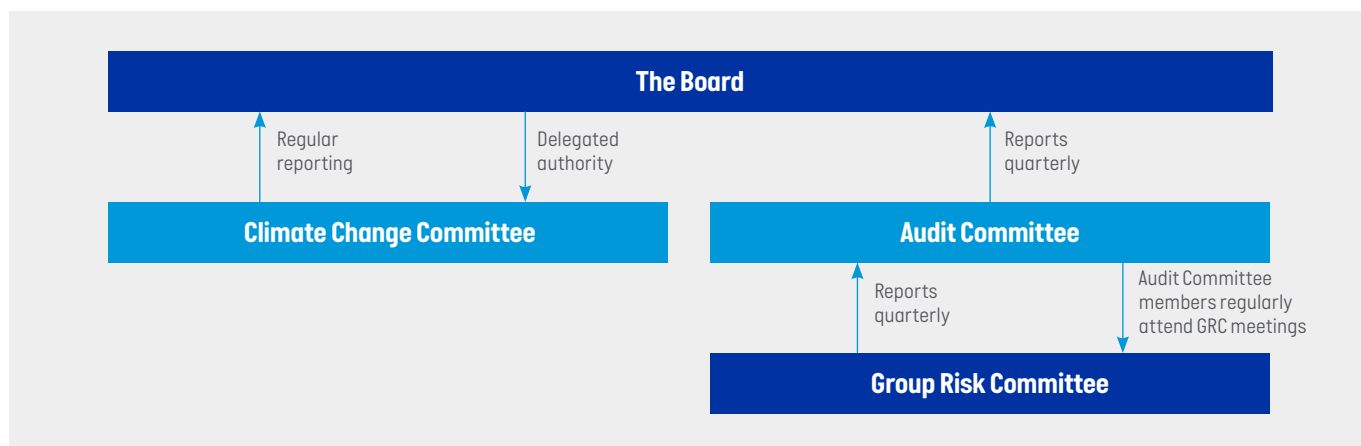 The Board
Regular
reporting
Delegated
authority
Reports
quarterly
Climate Change Committee
Audit Committee
Reports
quarterly
Audit Committee
members regularly
attend GRC meetings
Group Risk Committee